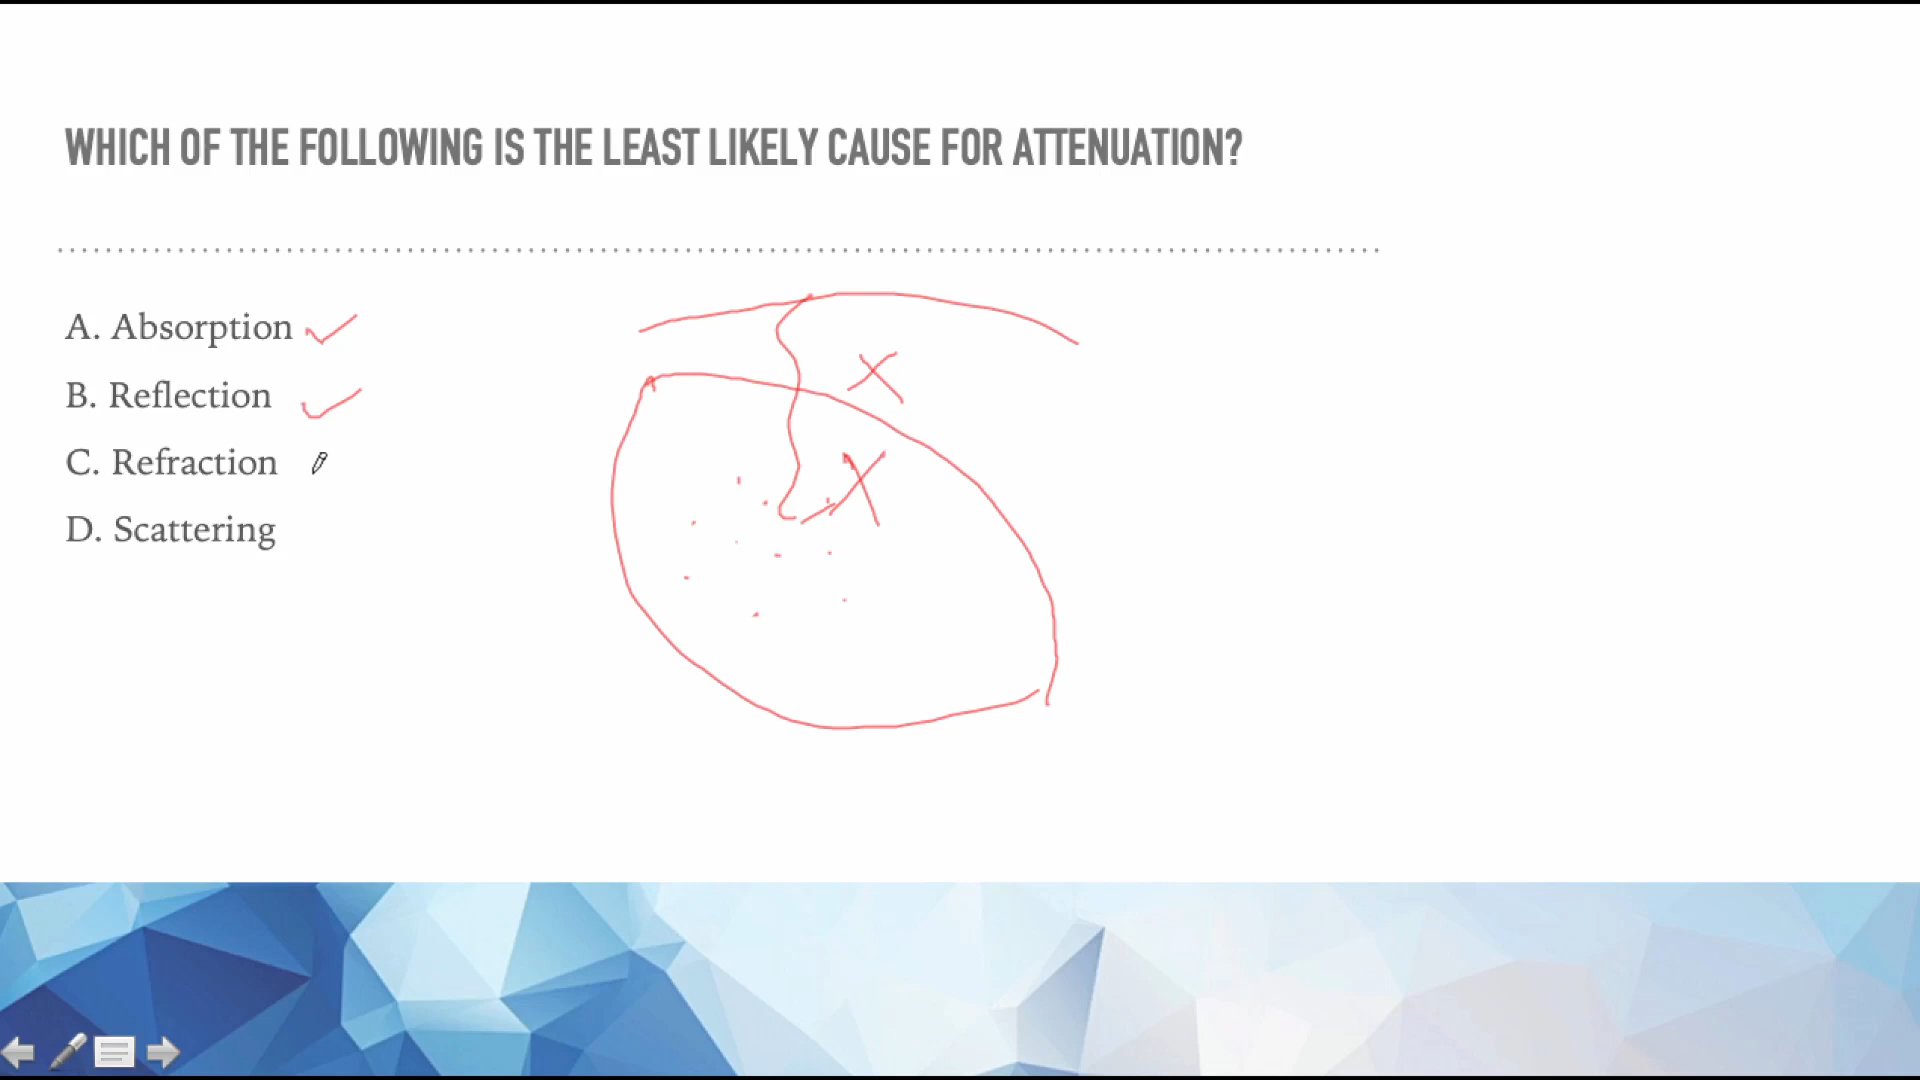 WHICH OF THE FOLLOWING IS THE LEAST LIKELY CAUSE FOR ATTENUATION?
A. Absorption
B. Reflection
C. Refraction
D. Scattering